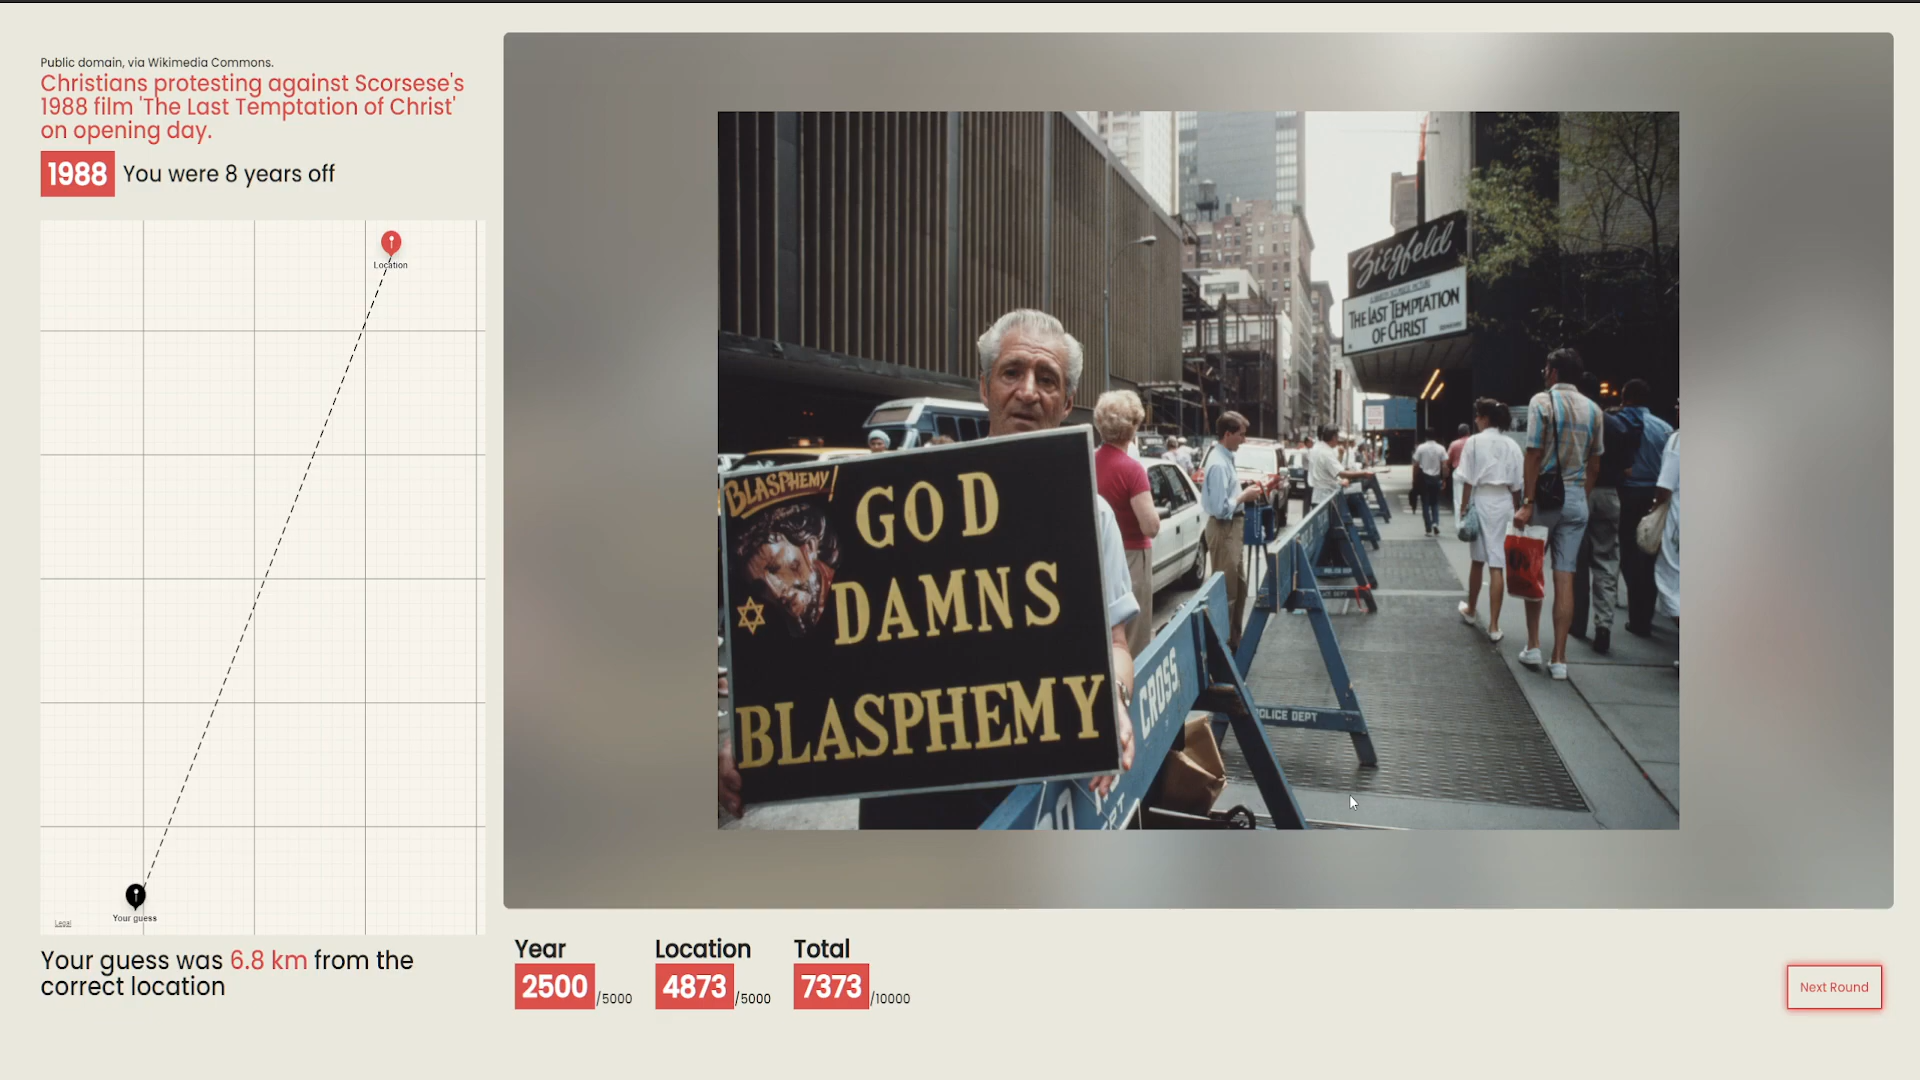 Public domain, via Wikimedia Commons.
Christians protesting against Scorsese's
1988 film 'The Last Temptation of Christ'
on opening day.
1988 You were 8 years off
Location
Your guess
Legal
Your guess was 6.8 km from the
correct location
BLASPHEMY!
GOD
DAMNS
BLASPHEMY
Ziegfeld
THE LAST TEMPTATION
OF CHRIST
CROSS
POLICE DEPT
Year
2500 /5000
Location
4873 /5000
Total
7373 /10000
Next Round